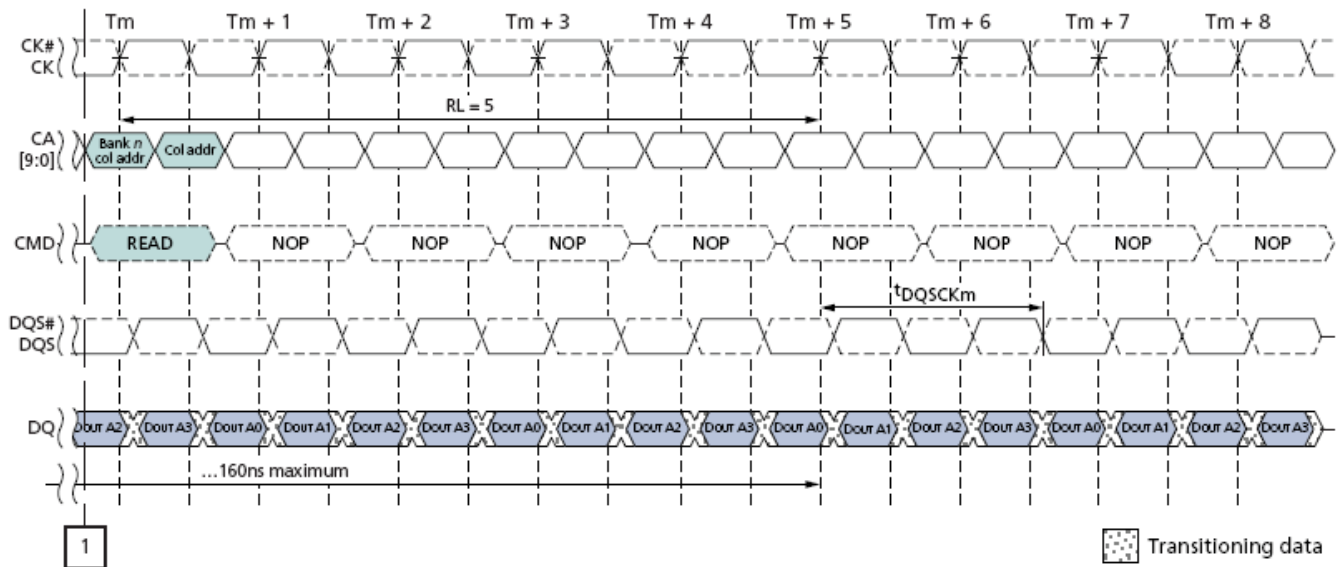 Tm Tm + 1 Tm + 2 Tm + 3 Tm + 4 Tm + 5 Tm + 6 Tm + 7 Tm + 8
CK#
CK
RL = 5
CA
[9:0]
Bank n
col addr
Col addr
CMD READ NOP NOP NOP NOP NOP NOP NOP NOP
tDQSCKm
DQS#
DQS
DQ DOUT A2 DOUT A3 DOUT A0 DOUT A1 DOUT A2 DOUT A3 DOUT A0 DOUT A1 DOUT A2 DOUT A3 DOUT A0 DOUT A1 DOUT A2 DOUT A3 DOUT A0 DOUT A1 DOUT A2 DOUT A3
...160ns maximum
1
Transitioning data